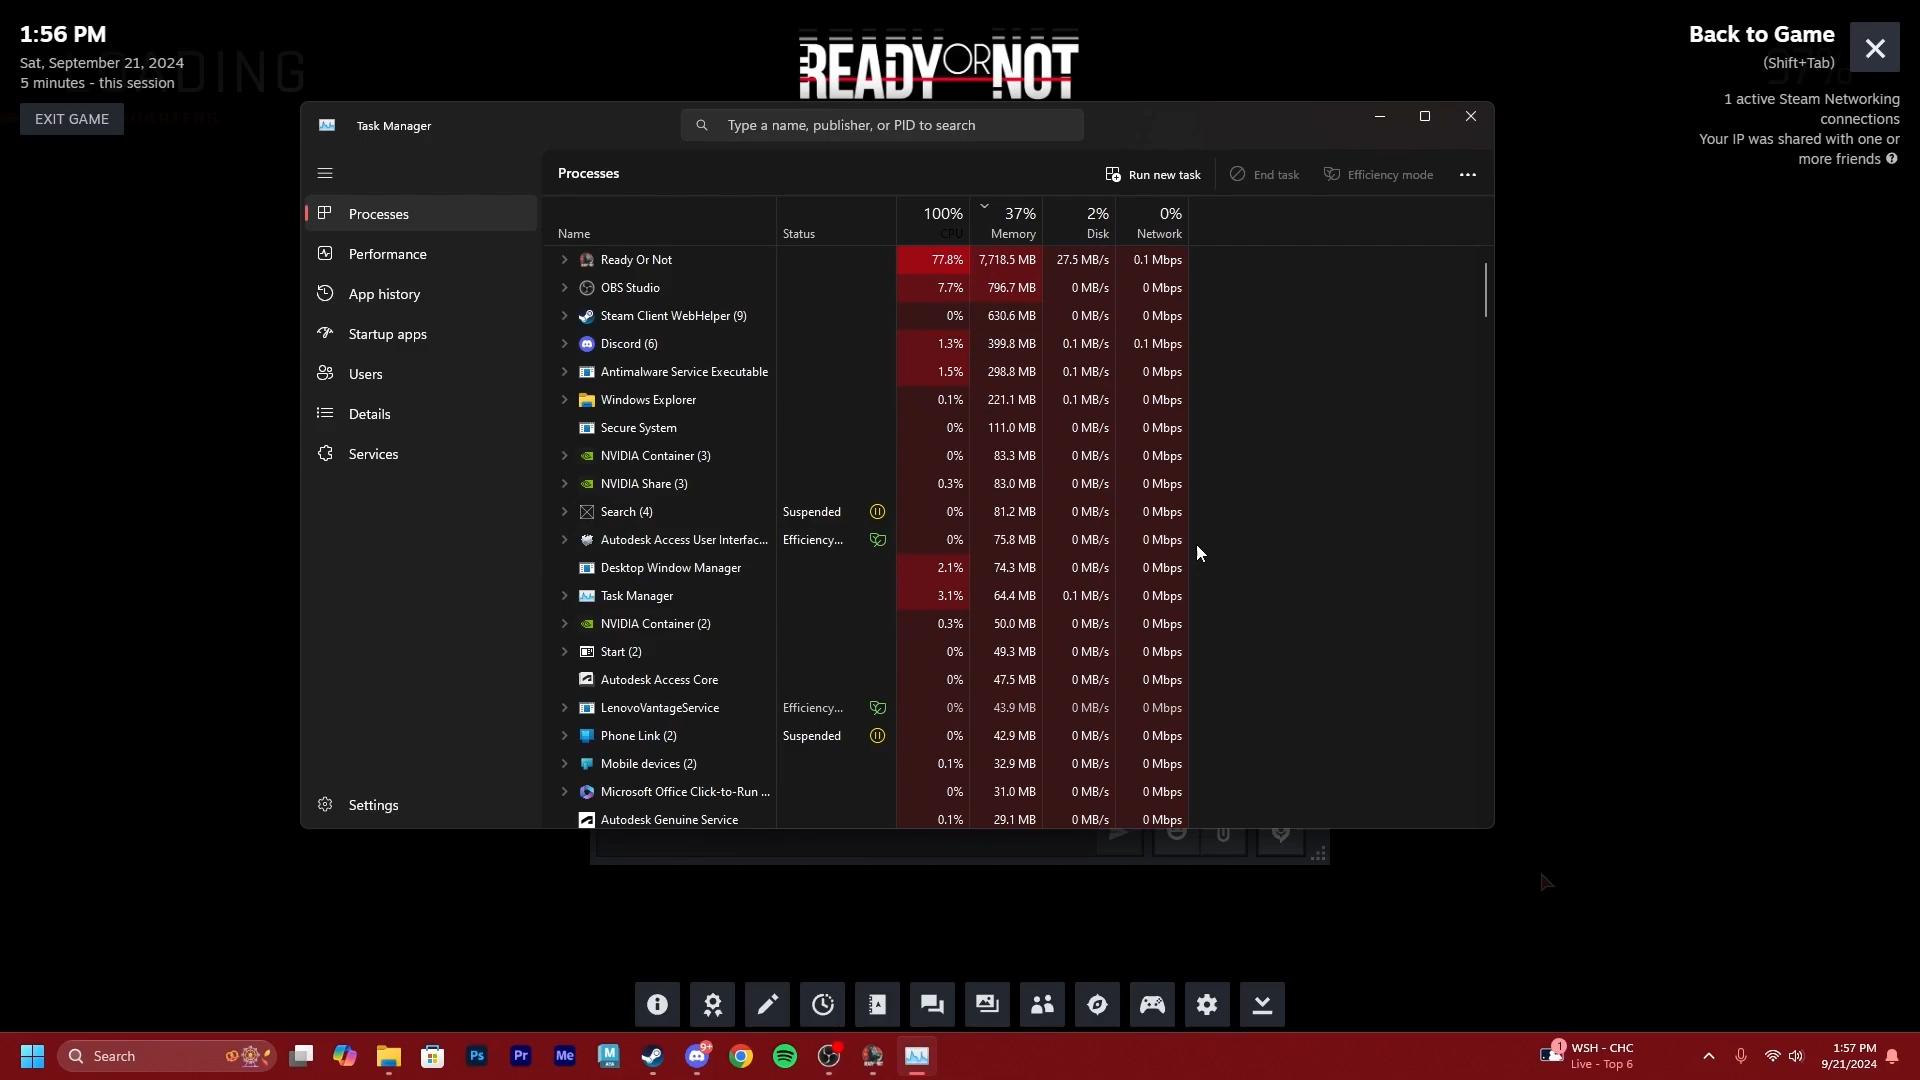 1:56 PM
Sat, September 21, 2024
5 minutes - this session
EXIT GAME
READY OR NOT
Back to Game
(Shift+Tab)
1 active Steam Networking
connections
Your IP was shared with one or
more friends
Task Manager
Type a name, publisher, or PID to search
Processes
Performance
App history
Startup apps
Users
Details
Services
Settings
Processes
Run new task
End task
Efficiency mode
100% 37% 2% 0%
Name Status CPU Memory Disk Network
Ready Or Not 77.8% 7,718.5 MB 27.5 MB/s 0.1 Mbps
OBS Studio 7.7% 796.7 MB 0 MB/s 0 Mbps
Steam Client WebHelper (9) 0% 630.6 MB 0 MB/s 0 Mbps
Discord (6) 1.3% 399.8 MB 0.1 MB/s 0.1 Mbps
Antimalware Service Executable 1.5% 298.8 MB 0.1 MB/s 0 Mbps
Windows Explorer 0.1% 221.1 MB 0.1 MB/s 0 Mbps
Secure System 0% 111.0 MB 0 MB/s 0 Mbps
NVIDIA Container (3) 0% 83.3 MB 0 MB/s 0 Mbps
NVIDIA Share (3) 0.3% 83.0 MB 0 MB/s 0 Mbps
Search (4) Suspended 0% 81.2 MB 0 MB/s 0 Mbps
Autodesk Access User Interfac... Efficiency... 0% 75.8 MB 0 MB/s 0 Mbps
Desktop Window Manager 2.1% 74.3 MB 0 MB/s 0 Mbps
Task Manager 3.1% 64.4 MB 0.1 MB/s 0 Mbps
NVIDIA Container (2) 0.3% 50.0 MB 0 MB/s 0 Mbps
Start (2) 0% 49.3 MB 0 MB/s 0 Mbps
Autodesk Access Core 0% 47.5 MB 0 MB/s 0 Mbps
LenovoVantageService Efficiency... 0% 43.9 MB 0 MB/s 0 Mbps
Phone Link (2) Suspended 0% 42.9 MB 0 MB/s 0 Mbps
Mobile devices (2) 0.1% 32.9 MB 0 MB/s 0 Mbps
Microsoft Office Click-to-Run ... 0% 31.0 MB 0 MB/s 0 Mbps
Autodesk Genuine Service 0.1% 29.1 MB 0 MB/s 0 Mbps
Search
Ps
Pr
Me
9+
1
WSH - CHC
Live - Top 6
1:57 PM
9/21/2024